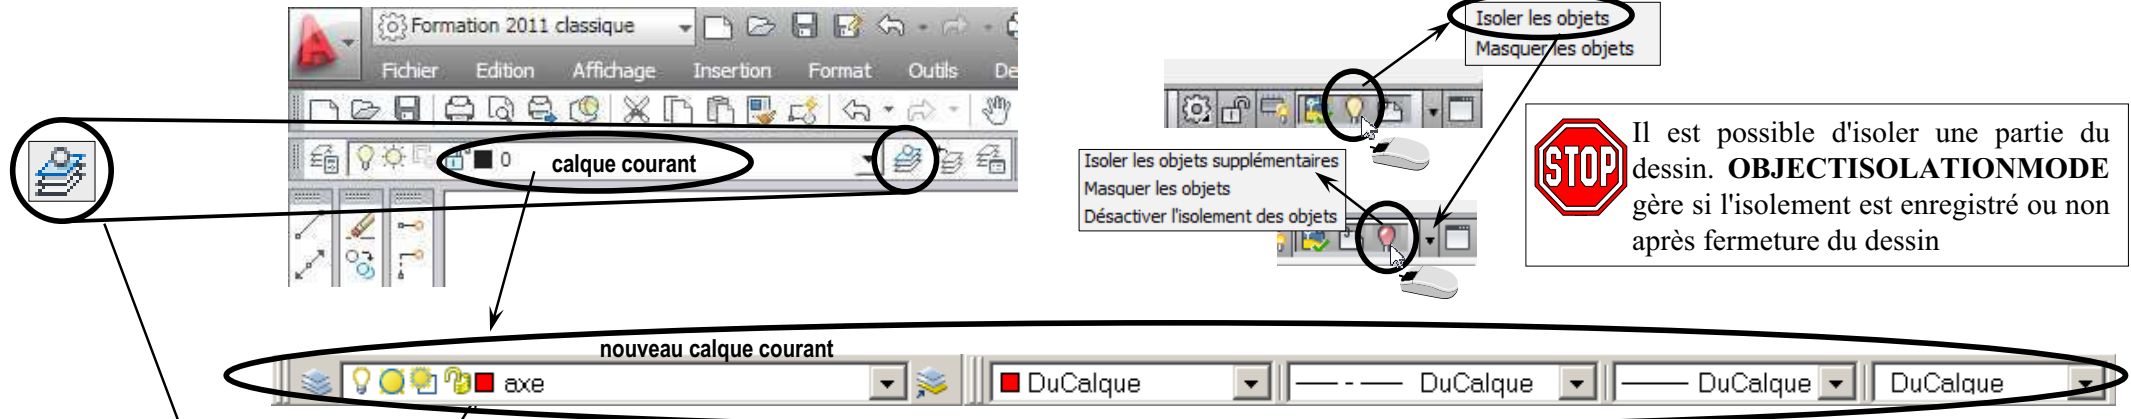 Formation 2011 classique
Fichier Edition Affichage Insertion Format Outils De
0 calque courant
Isoler les objets
Masquer les objets
Isoler les objets supplémentaires
Masquer les objets
Désactiver l'isolement des objets
STOP
Il est possible d'isoler une partie du
dessin. OBJECTISOLATIONMODE
gère si l'isolement est enregistré ou non
après fermeture du dessin
nouveau calque courant
axe DuCalque DuCalque DuCalque DuCalque